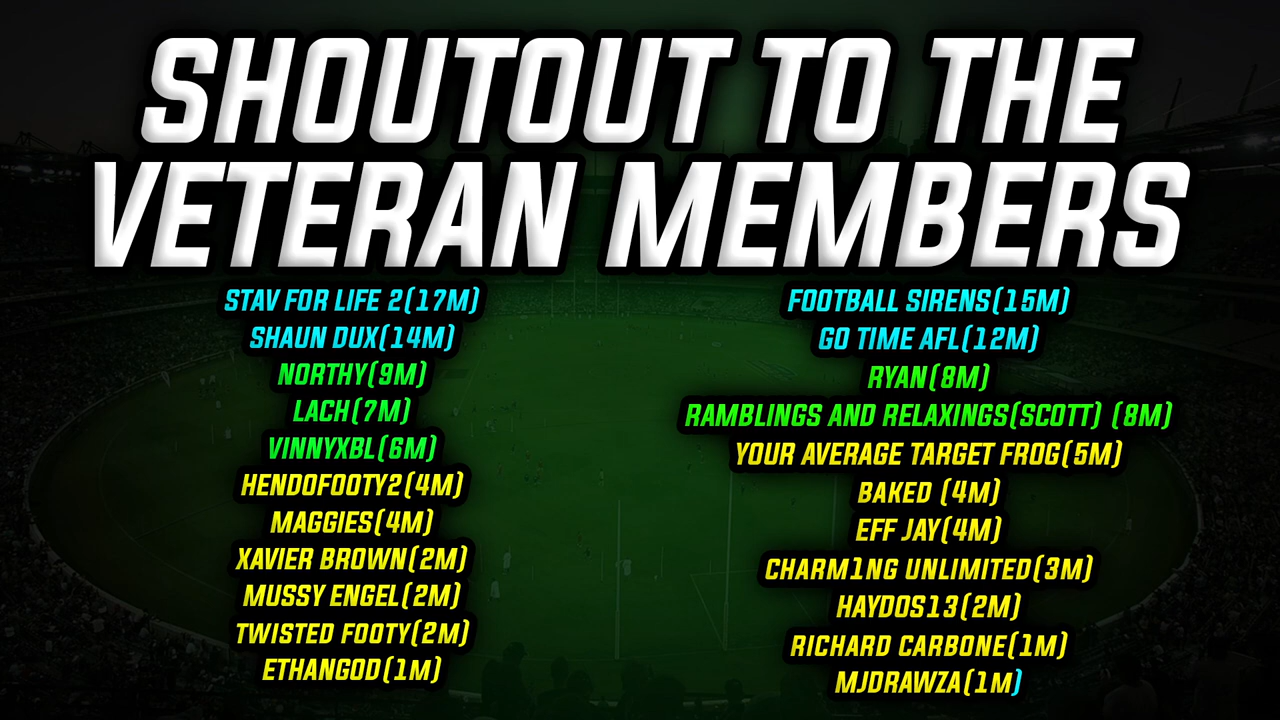 SHOUTOUT TO THE
VETERAN MEMBERS
STAV FOR LIFE 2(17M)
SHAUN DUX(14M)
NORTHY(9M)
LACH(7M)
VINNYXBL(6M)
HENDOFOOTY2(4M)
MAGGIES(4M)
XAVIER BROWN(2M)
MUSSY ENGEL(2M)
TWISTED FOOTY(2M)
ETHANGOD(1M)
FOOTBALL SIRENS(15M)
GO TIME AFL(12M)
RYAN(8M)
RAMBLINGS AND RELAXINGS(SCOTT) (8M)
YOUR AVERAGE TARGET FROG(5M)
BAKED (4M)
EFF JAY(4M)
CHARM1NG UNLIMITED(3M)
HAYDOS13(2M)
RICHARD CARBONE(1M)
MJDRAWZA(1M)